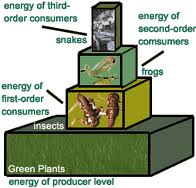 energy of third-
order consumers
energy of
second-order
consumers
snakes
frogs
energy of
first-order
consumers
insects
Green Plants
energy of producer level